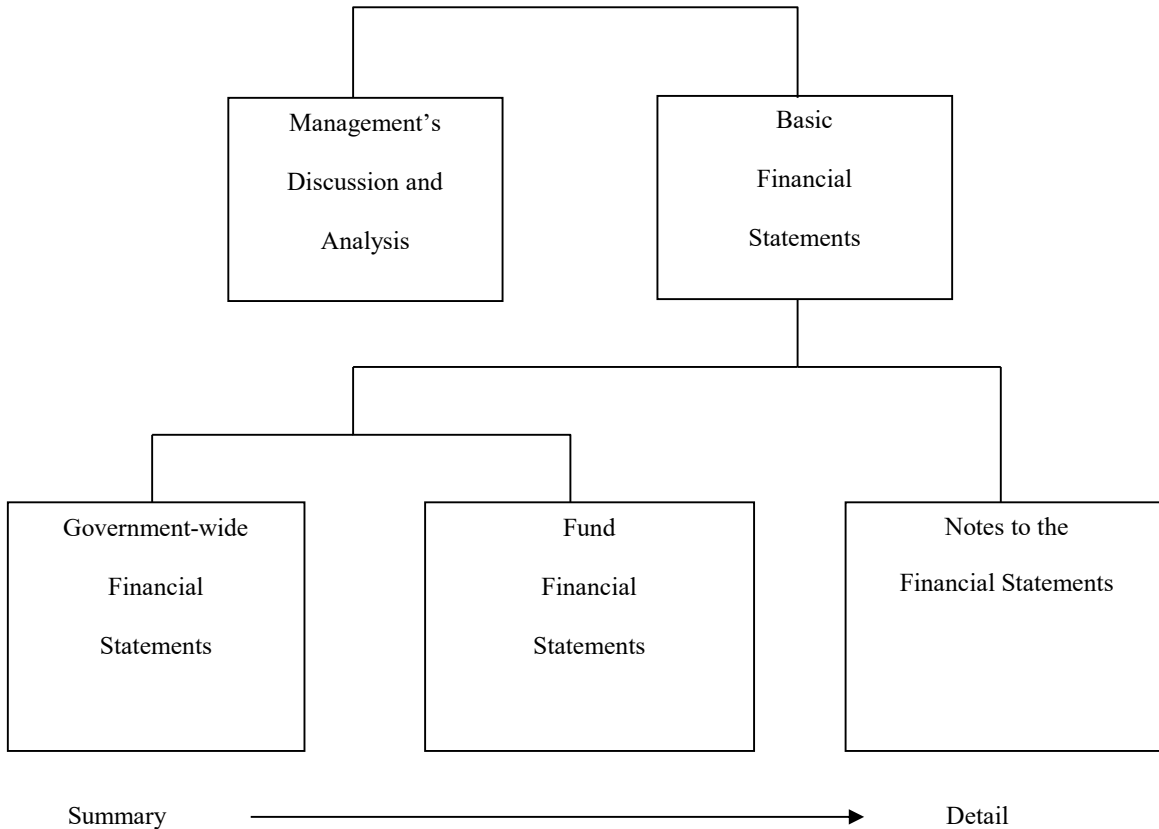 Management’s
Discussion and
Analysis
Basic
Financial
Statements
Government-wide
Financial
Statements
Fund
Financial
Statements
Notes to the
Financial Statements
Summary
Detail